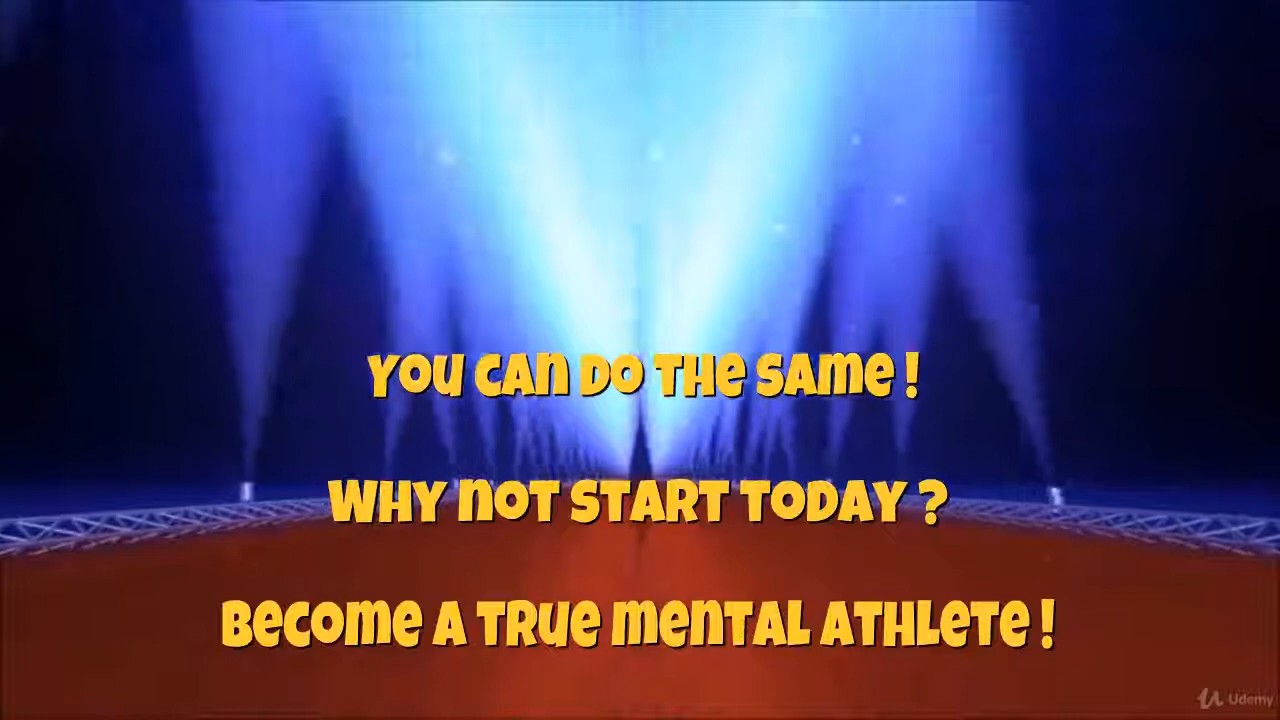 You can do the same !
Why not start today ?
Become a true mental athlete !
Udemy